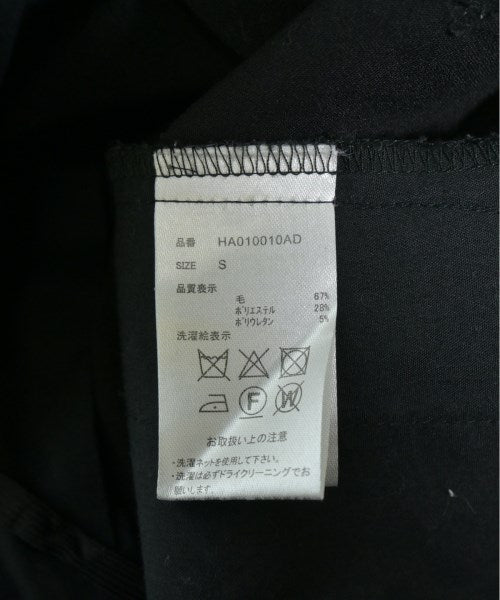 品番 HA010010AD
SIZE S
品質表示
毛 67%
ポリエステル 28%
ポリウレタン 5%
洗濯絵表示
F W
お取扱い上の注意
・洗濯ネットを使用して下さい。
・洗濯は必ずドライクリーニングでお
願いします。